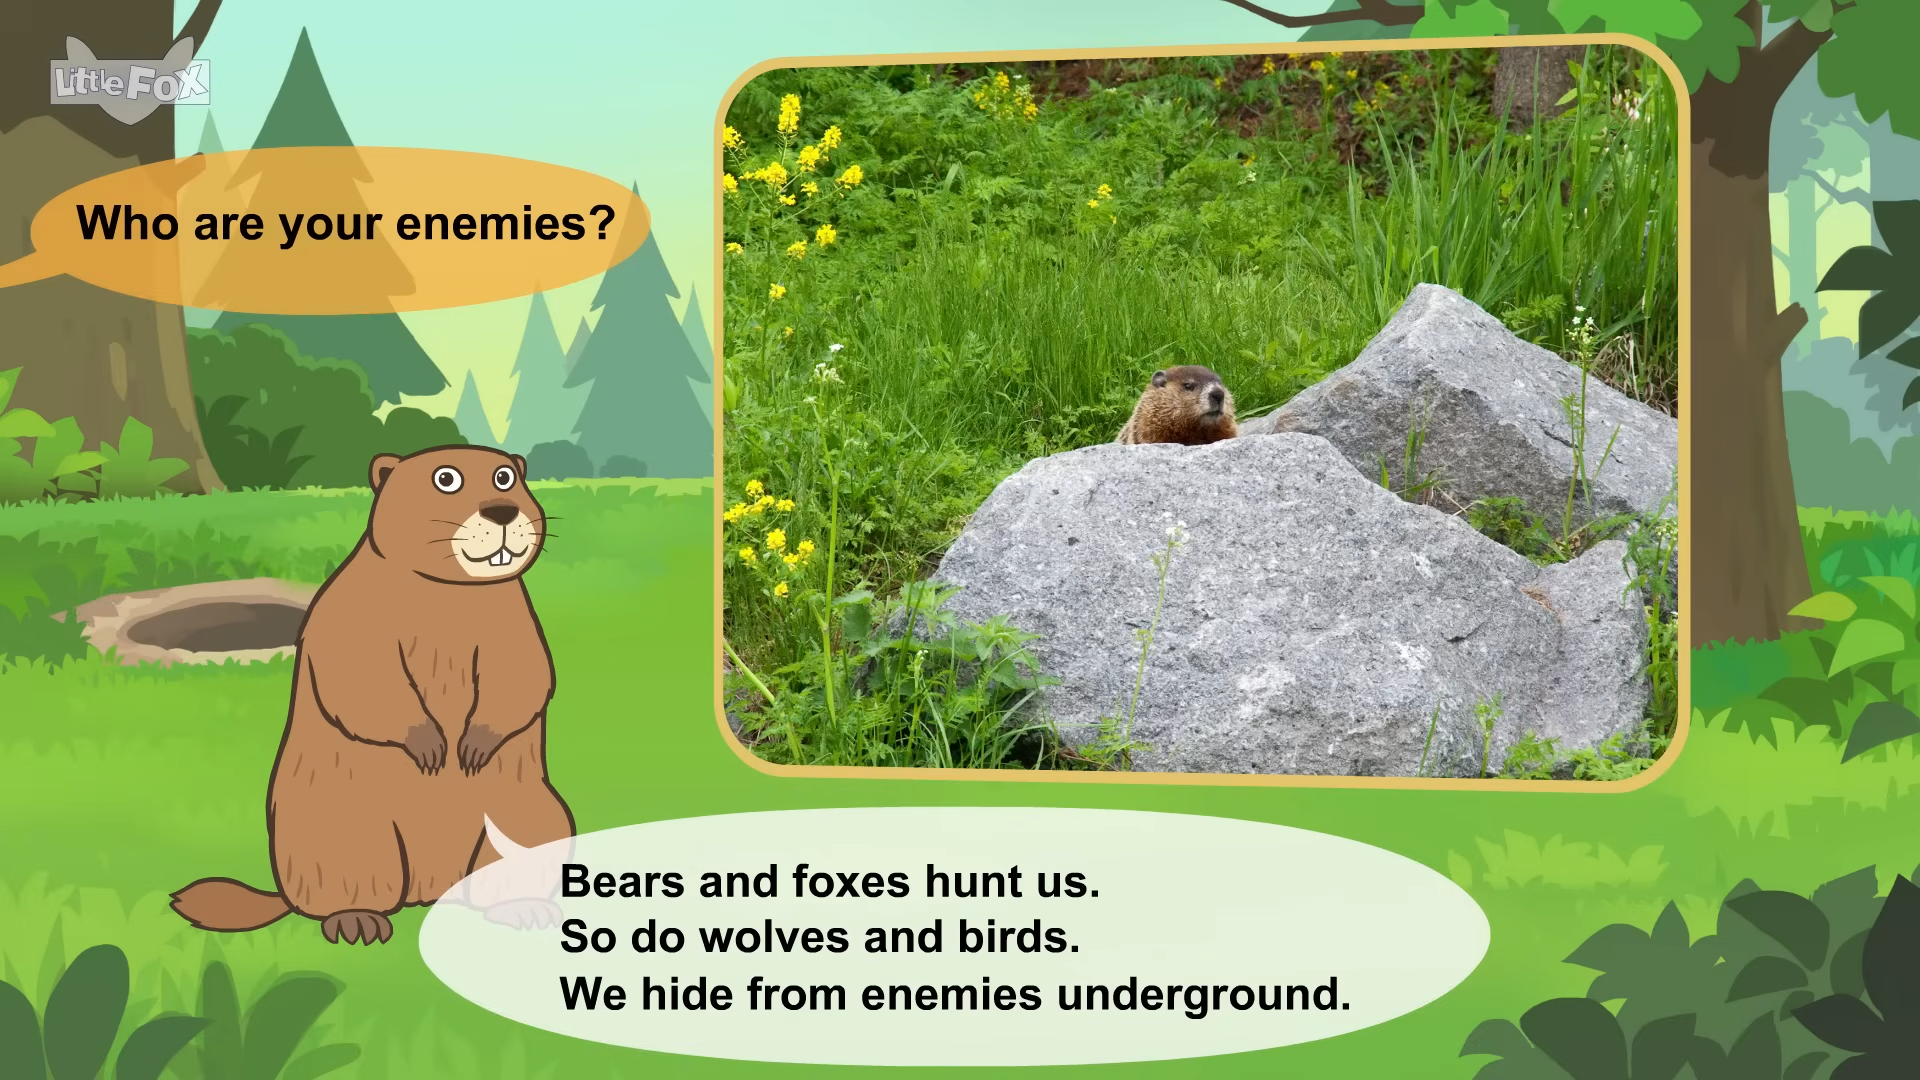 Little Fox
Who are your enemies?
Bears and foxes hunt us.
So do wolves and birds.
We hide from enemies underground.